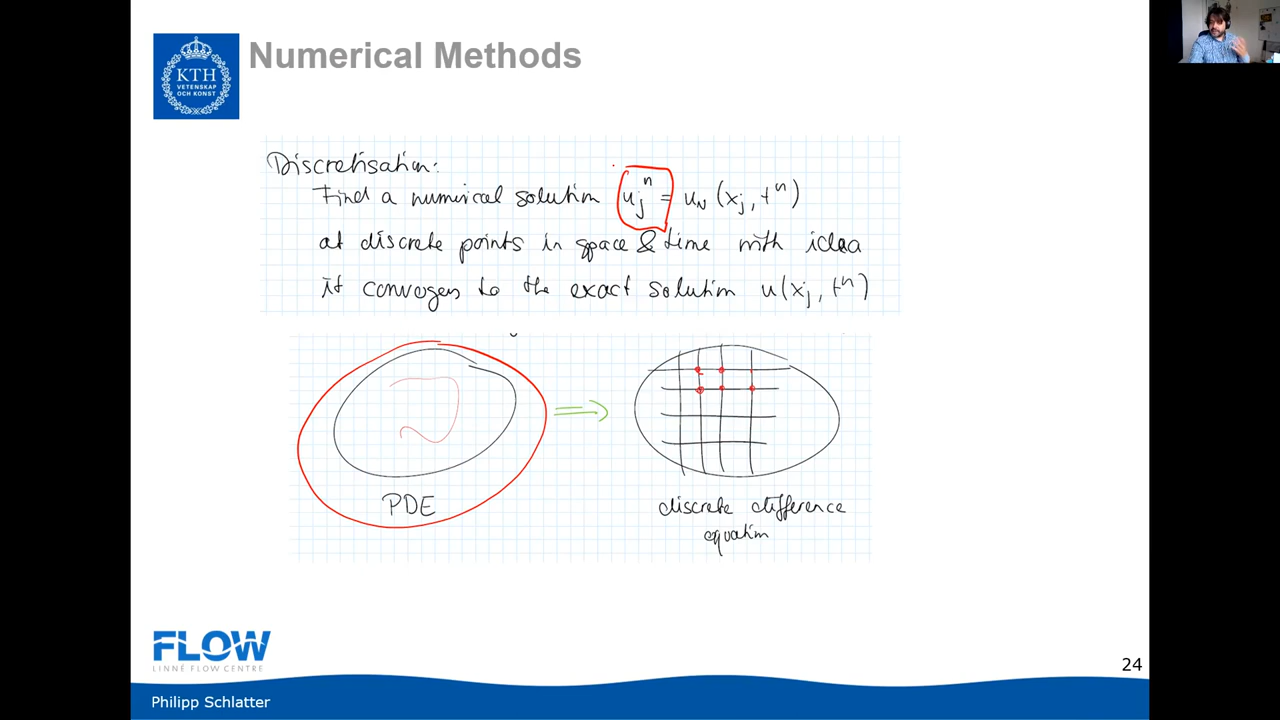 KTH
VETENSKAP
OCH KONST
Numerical Methods
Discretisation:
Find a numerical solution u_j^n = u_N (x_j, t^n)
at discrete points in space & time with idea
it converges to the exact solution u(x_j, t^n)
PDE
discrete difference
equation
FLOW
LINNÉ FLOW CENTRE
24
Philipp Schlatter